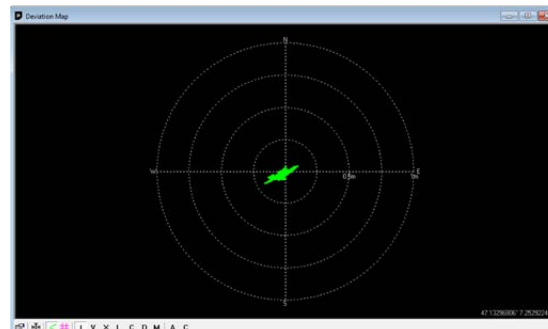 Deviation Map
N
W
0.5m
E
1m
S
47.13296806° 7.2529224
I V X L C D M A C